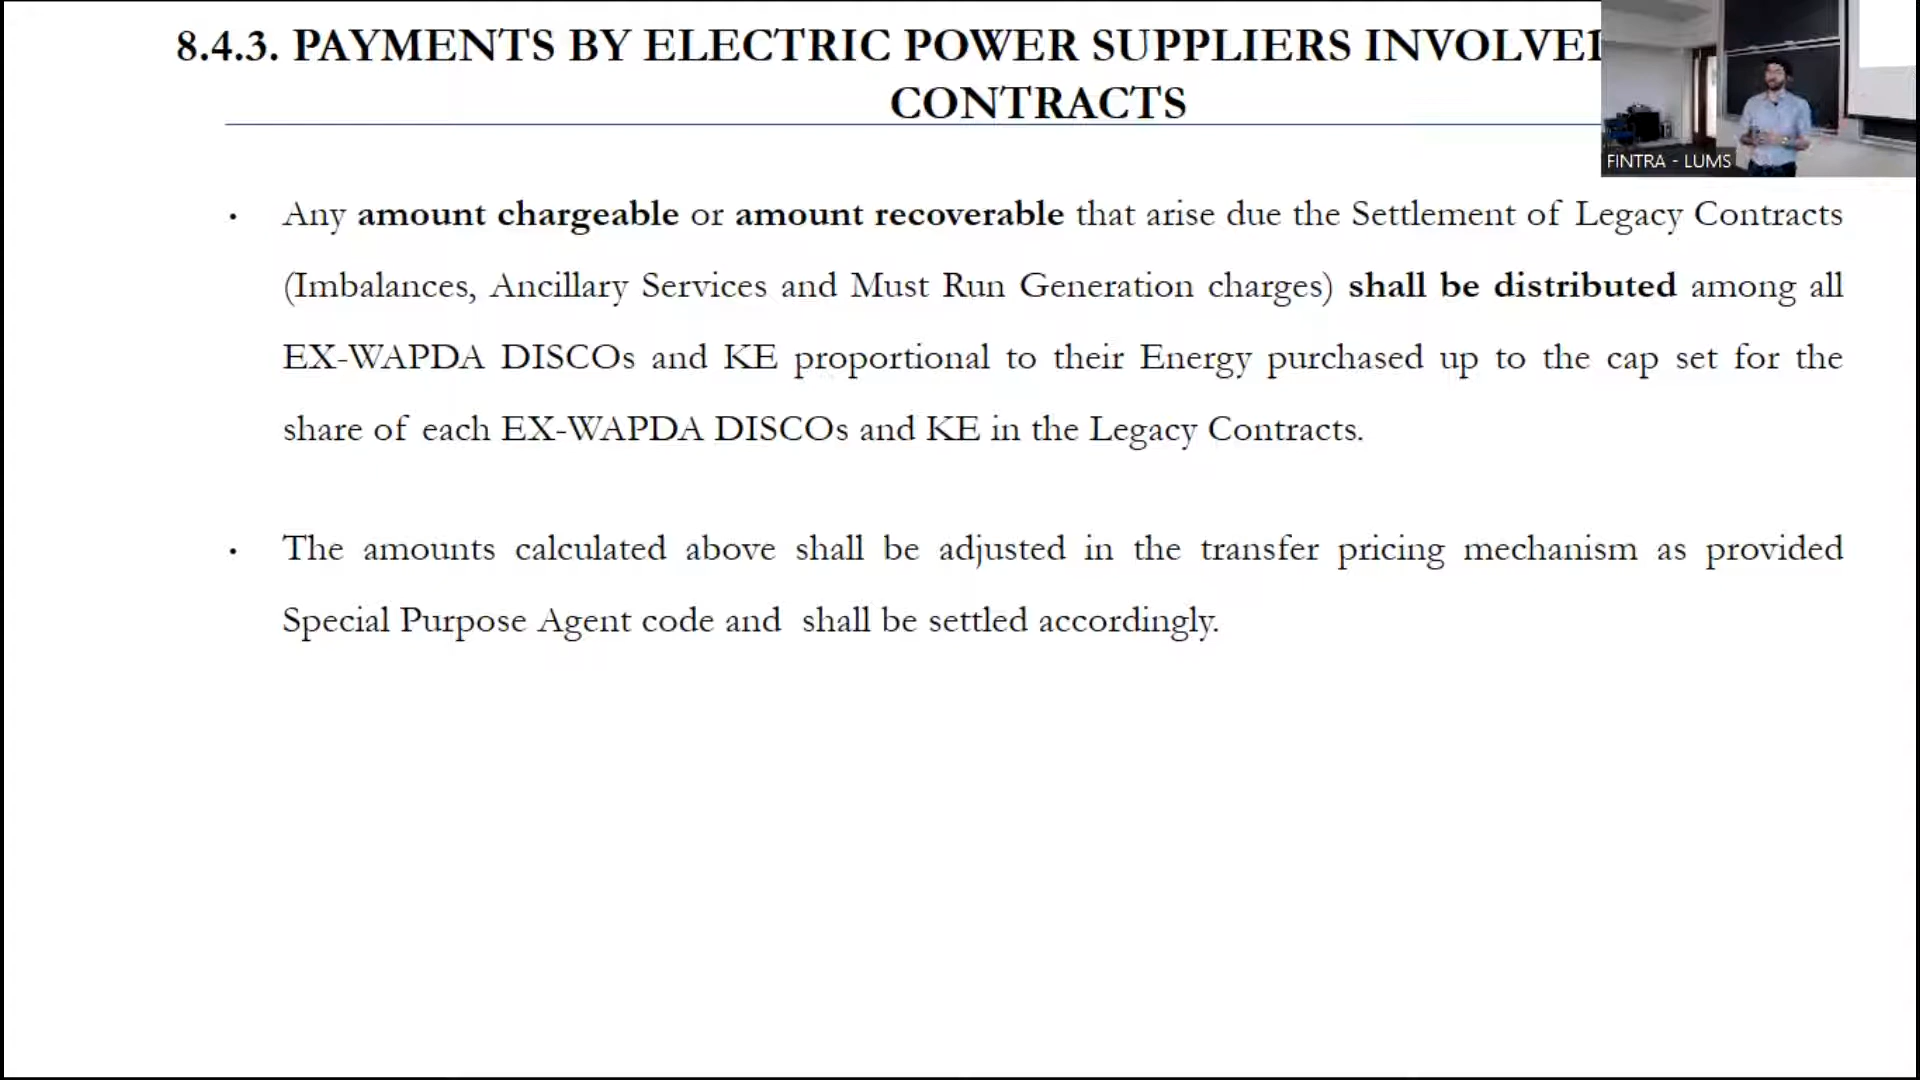 8.4.3. PAYMENTS BY ELECTRIC POWER SUPPLIERS
CONTRACTS
FINTRA - LUMS
• Any amount chargeable or amount recoverable that arise due the Settlement of Legacy Contracts
(Imbalances, Ancillary Services and Must Run Generation charges) shall be distributed among all
EX-WAPDA DISCOs and KE proportional to their Energy purchased up to the cap set for the
share of each EX-WAPDA DISCOs and KE in the Legacy Contracts.
• The amounts calculated above shall be adjusted in the transfer pricing mechanism as provided
Special Purpose Agent code and shall be settled accordingly.